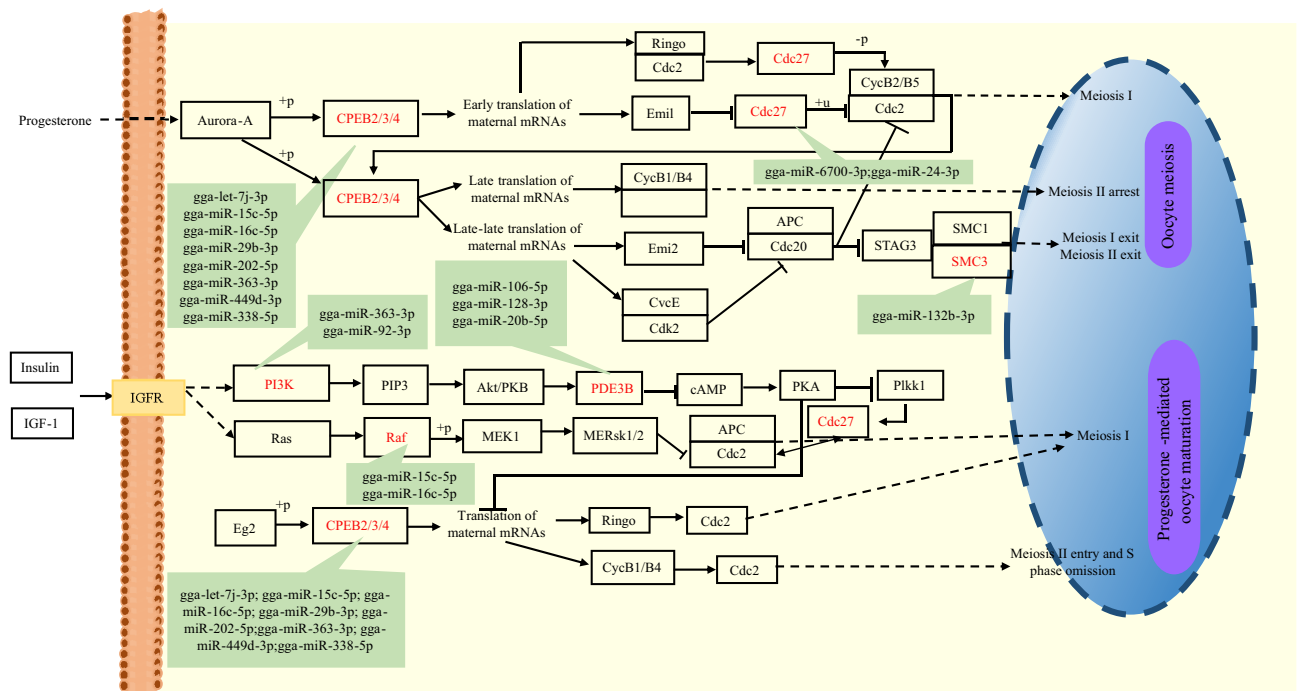 Ringo
Cdc2
Cdc27
-p
CycB2/B5
Cdc2
Meiosis I
Progesterone
Aurora-A
+p
CPEB2/3/4
Early translation of
maternal mRNAs
Emil
Cdc27
+u
+p
CPEB2/3/4
gga-miR-6700-3p;gga-miR-24-3p
Late translation of
maternal mRNAs
CycB1/B4
Meiosis II arrest
Late-late translation of
maternal mRNAs
Emi2
APC
Cdc20
STAG3
SMC1
SMC3
Meiosis I exit
Meiosis II exit
Oocyte meiosis
gga-let-7j-3p
gga-miR-15c-5p
gga-miR-16c-5p
gga-miR-29b-3p
gga-miR-202-5p
gga-miR-363-3p
gga-miR-449d-3p
gga-miR-338-5p
gga-miR-363-3p
gga-miR-92-3p
gga-miR-106-5p
gga-miR-128-3p
gga-miR-20b-5p
CvcE
Cdk2
gga-miR-132b-3p
Insulin
IGF-1
IGFR
PI3K
PIP3
Akt/PKB
PDE3B
cAMP
PKA
Plkk1
Ras
Raf
+p
MEK1
MERsk1/2
APC
Cdc2
Cdc27
Meiosis I
Progesterone -mediated
oocyte maturation
gga-miR-15c-5p
gga-miR-16c-5p
Eg2
+p
CPEB2/3/4
Translation of
maternal mRNAs
Ringo
Cdc2
CycB1/B4
Cdc2
Meiosis II entry and S
phase omission
gga-let-7j-3p; gga-miR-15c-5p; gga-
miR-16c-5p; gga-miR-29b-3p; gga-
miR-202-5p;gga-miR-363-3p; gga-
miR-449d-3p;gga-miR-338-5p